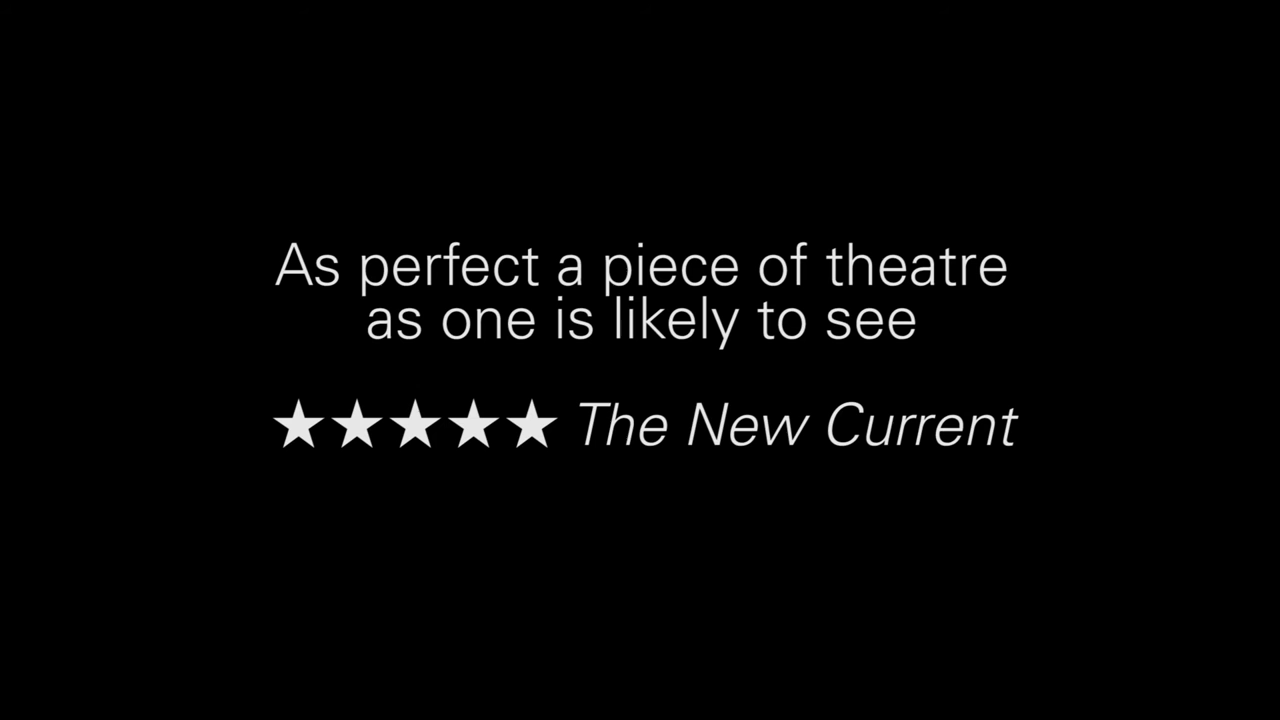 As perfect a piece of theatre
as one is likely to see
★★★★★ The New Current